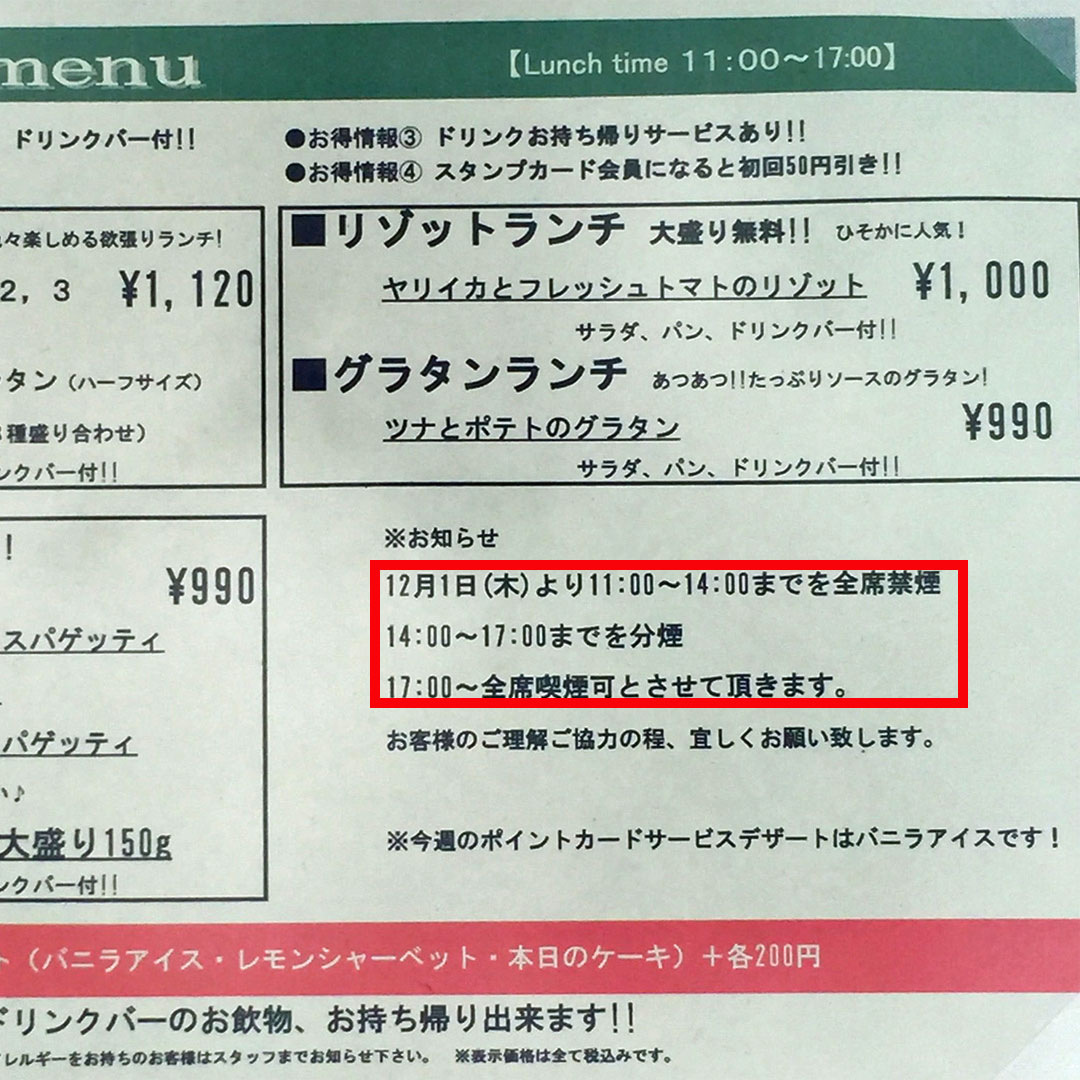 menu
【Lunch time 11:00～17:00】
ドリンクバー付!!
●お得情報③ ドリンクお持ち帰りサービスあり!!
●お得情報④ スタンプカード会員になると初回50円引き!!
々楽しめる欲張りランチ!
2, 3 ¥1,120
タン（ハーフサイズ）
種盛り合わせ）
ンクバー付!!
■リゾットランチ 大盛り無料!! ひそかに人気！
ヤリイカとフレッシュトマトのリゾット ¥1,000
サラダ、パン、ドリンクバー付!!
■グラタンランチ あつあつ!!たっぷりソースのグラタン!
ツナとポテトのグラタン ¥990
サラダ、パン、ドリンクバー付!!
！
¥990
スパゲッティ
パゲッティ
い♪
大盛り150g
ンクバー付!!
※お知らせ
12月1日(木)より11:00～14:00までを全席禁煙
14:00～17:00までを分煙
17:00～全席喫煙可とさせて頂きます。
お客様のご理解ご協力の程、宜しくお願い致します。
※今週のポイントカードサービスデザートはバニラアイスです！
ト（バニラアイス・レモンシャーベット・本日のケーキ）＋各200円
ドリンクバーのお飲物、お持ち帰り出来ます!!
レルギーをお持ちのお客様はスタッフまでお知らせ下さい。 ※表示価格は全て税込みです。